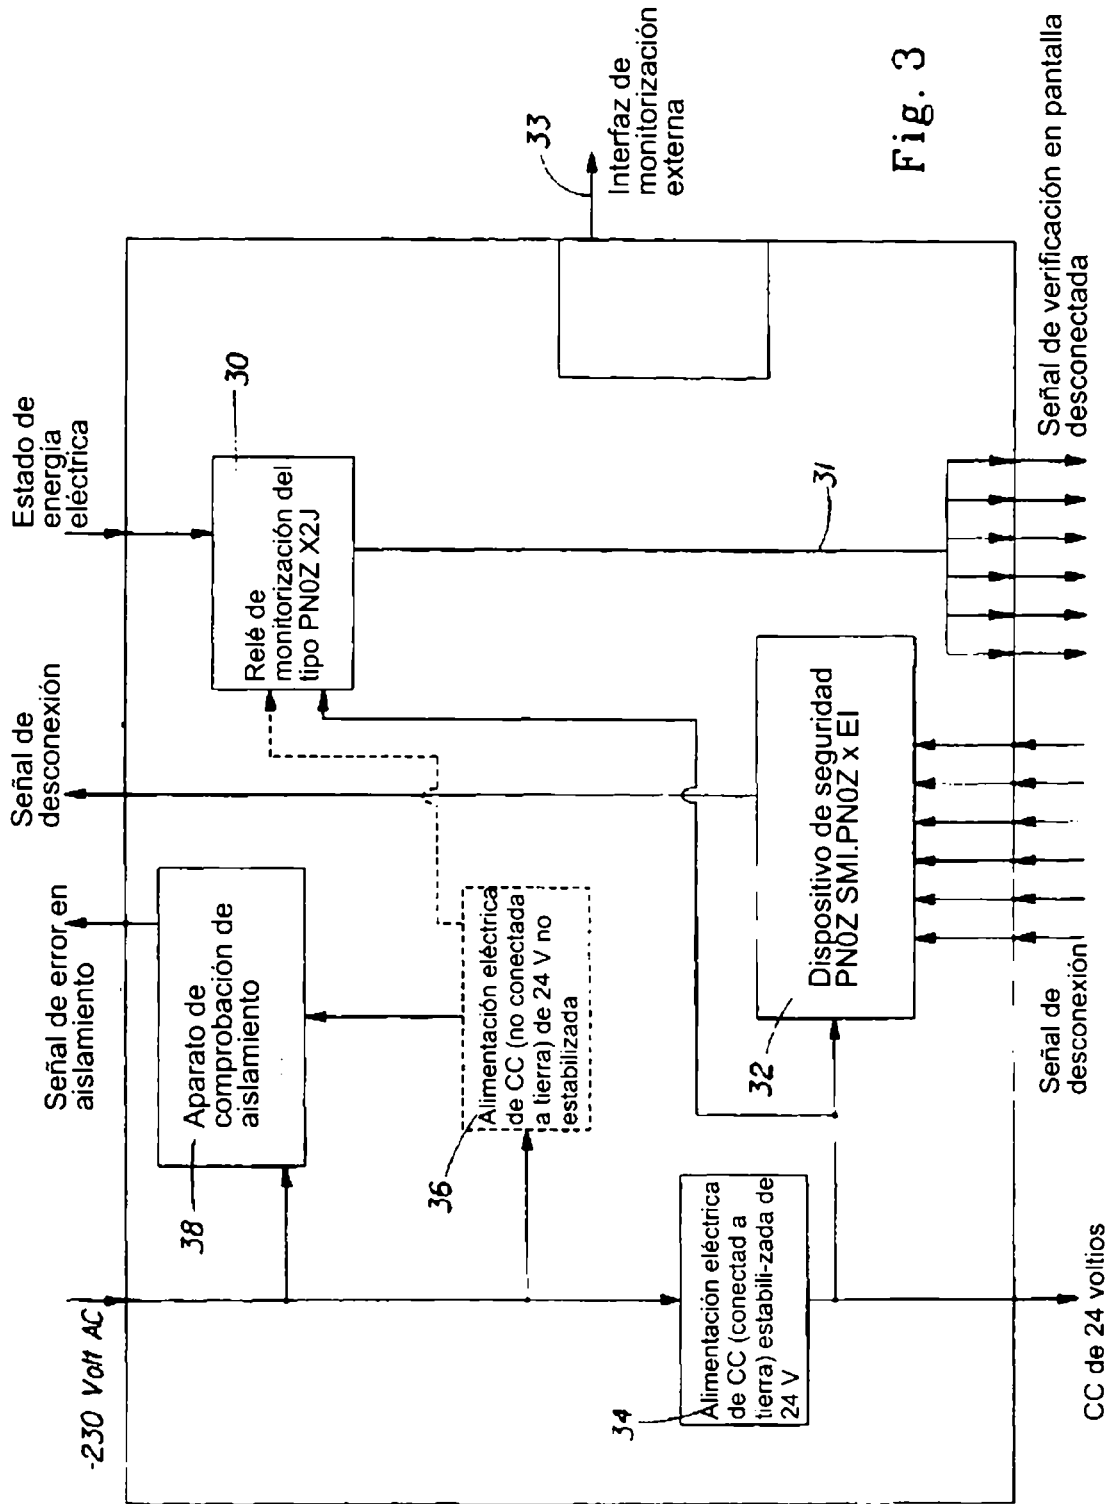 -230 Volt AC
Señal de error en
aislamiento
Señal de
desconexión
Estado de
energía
eléctrica
38
Aparato de
comprobación de
aislamiento
30
Relé de
monitorización del
tipo PN0Z X2J
36
Alimentación eléctrica
de CC (no conectada
a tierra) de 24 V no
estabilizada
33
Interfaz de
monitorización
externa
34
Alimentación eléctrica
de CC (conectad a
tierra) estabili-zada de
24 V
32
Dispositivo de seguridad
PN0Z SMI.PN0Z x EI
31
CC de 24 voltios
Señal de
desconexión
Señal de verificación en pantalla
desconectada
Fig. 3